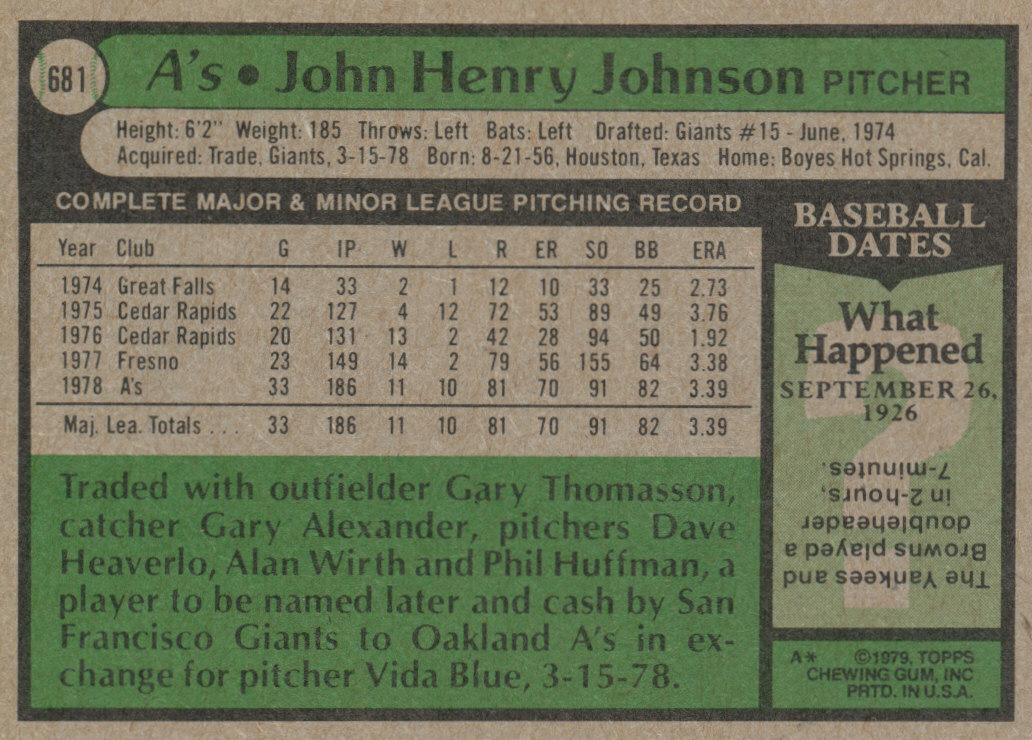 681 A's • John Henry Johnson PITCHER
Height: 6'2" Weight: 185 Throws: Left Bats: Left Drafted: Giants #15 - June, 1974
Acquired: Trade, Giants, 3-15-78 Born: 8-21-56, Houston, Texas Home: Boyes Hot Springs, Cal.
COMPLETE MAJOR & MINOR LEAGUE PITCHING RECORD
Year Club G IP W L R ER SO BB ERA
1974 Great Falls 14 33 2 1 12 10 33 25 2.73
1975 Cedar Rapids 22 127 4 12 72 53 89 49 3.76
1976 Cedar Rapids 20 131 13 2 42 28 94 50 1.92
1977 Fresno 23 149 14 2 79 56 155 64 3.38
1978 A's 33 186 11 10 81 70 91 82 3.39
Maj. Lea. Totals . . . 33 186 11 10 81 70 91 82 3.39
Traded with outfielder Gary Thomasson,
catcher Gary Alexander, pitchers Dave
Heaverlo, Alan Wirth and Phil Huffman, a
player to be named later and cash by San
Francisco Giants to Oakland A's in ex-
change for pitcher Vida Blue, 3-15-78.
BASEBALL
DATES
What
Happened
SEPTEMBER 26,
1926
?
The Yankees and
Browns played a
doubleheader
in 2-hours,
7-minutes.
A* ©1979, TOPPS
CHEWING GUM, INC
PRTD. IN U.S.A.